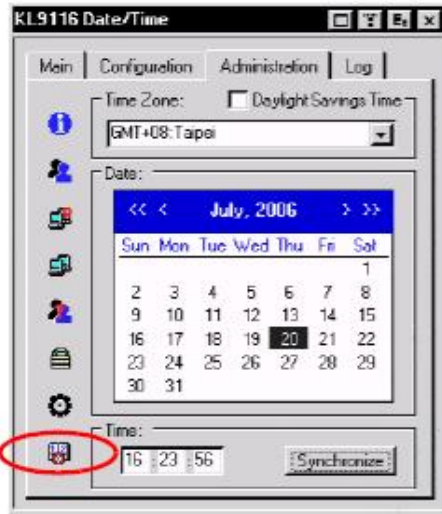 KL9116 Date/Time
Main Configuration Administration Log
Time Zone: Daylight Savings Time
GMT+08:Taipei
Date:
<< < July, 2006 > >>
Sun Mon Tue Wed Thu Fri Sat
1
2 3 4 5 6 7 8
9 10 11 12 13 14 15
16 17 18 19 20 21 22
23 24 25 26 27 28 29
30 31
Time:
16 :23 :56 Synchronize